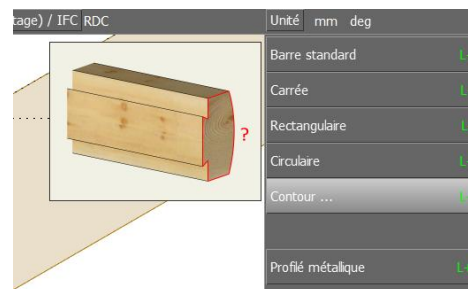 tage) / IFC RDC
Unité mm deg
?
Barre standard L
Carrée L
Rectangulaire L
Circulaire L
Contour ... L
Profilé métallique L